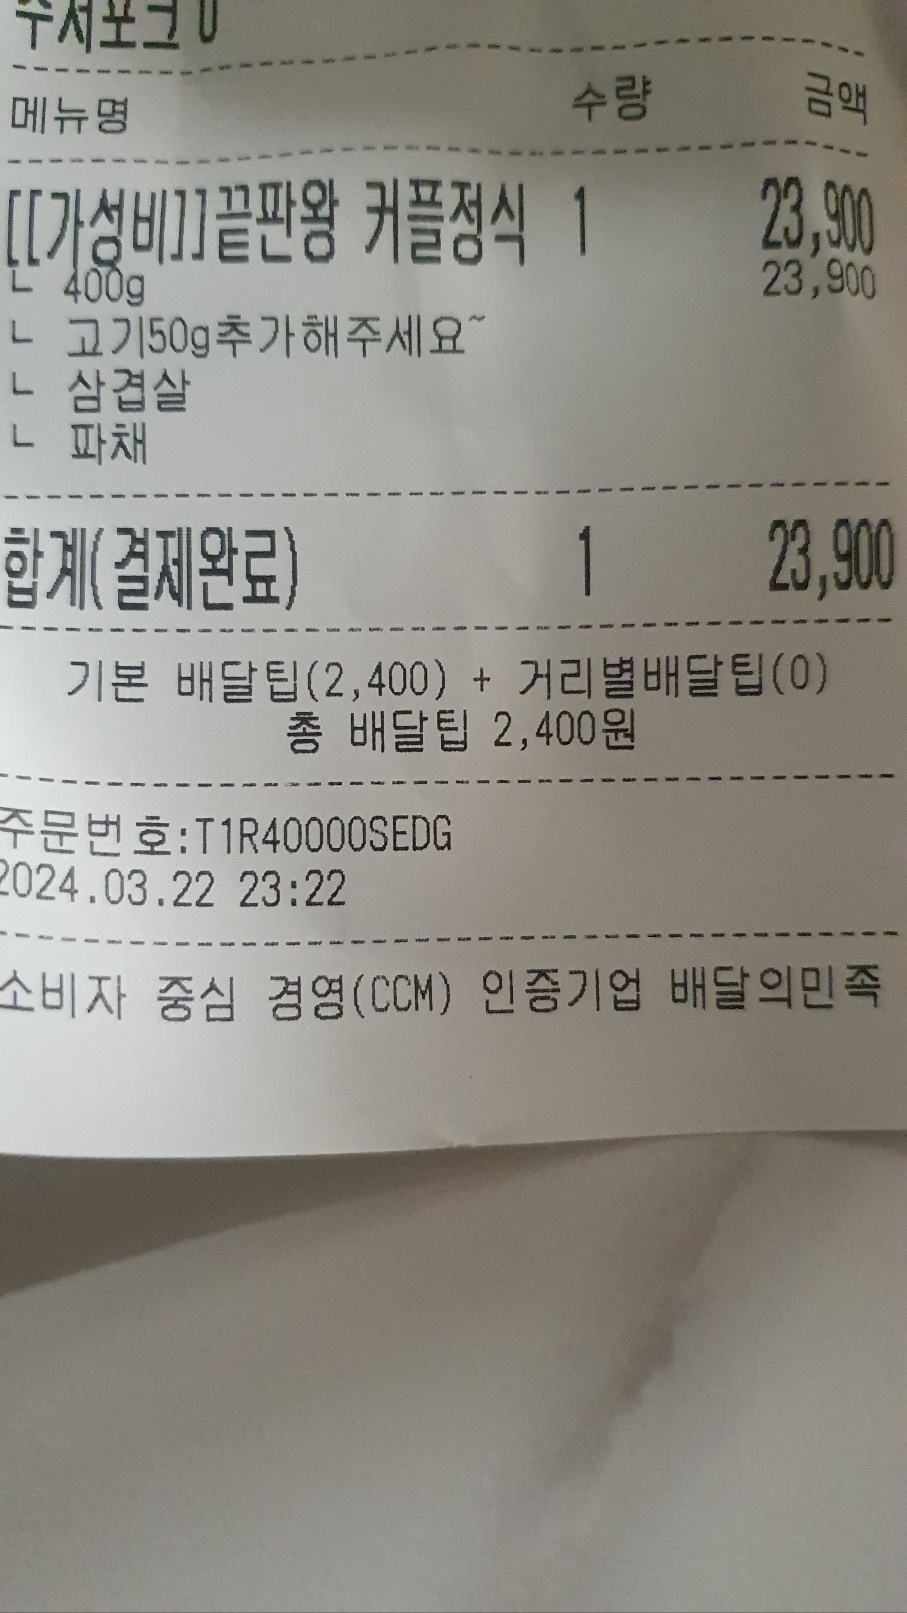 메뉴명 수량 금액
[[가성비]]끝판왕 커플정식 1 23,900
ㄴ 400g 23,900
ㄴ 고기50g추가해주세요~
ㄴ 삼겹살
ㄴ 파채
합계(결제완료) 1 23,900
기본 배달팁(2,400) + 거리별배달팁(0)
총 배달팁 2,400원
주문번호:T1R40000SEDG
2024.03.22 23:22
소비자 중심 경영(CCM) 인증기업 배달의민족